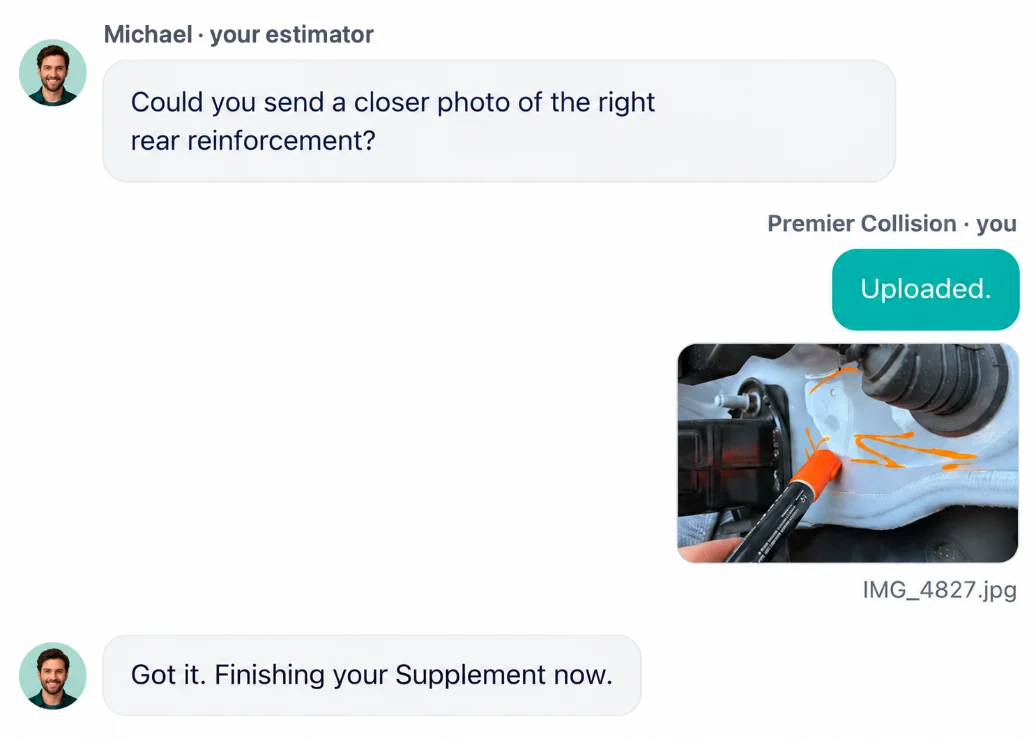 Michael · your estimator
Could you send a closer photo of the right
rear reinforcement?
Premier Collision · you
Uploaded.
IMG_4827.jpg
Got it. Finishing your Supplement now.